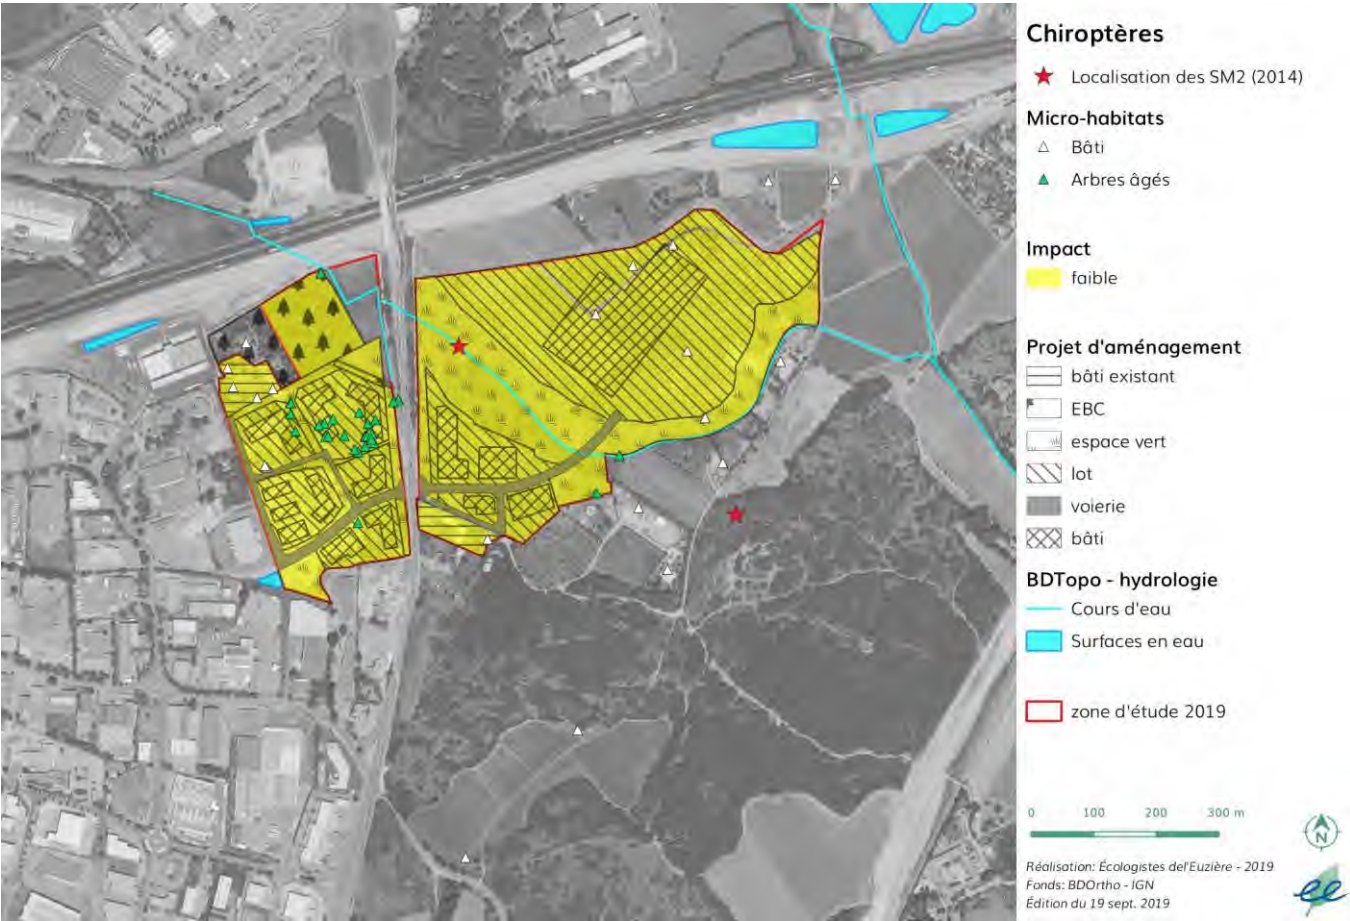 Chiroptères
Localisation des SM2 (2014)
Micro-habitats
Bâti
Arbres âgés
Impact
faible
Projet d'aménagement
bâti existant
EBC
espace vert
lot
voierie
bâti
BDTopo - hydrologie
Cours d'eau
Surfaces en eau
zone d'étude 2019
0 100 200 300 m
N
Réalisation: Écologistes del'Euzière - 2019
Fonds: BDOrtho - IGN
Édition du 19 sept. 2019
ee